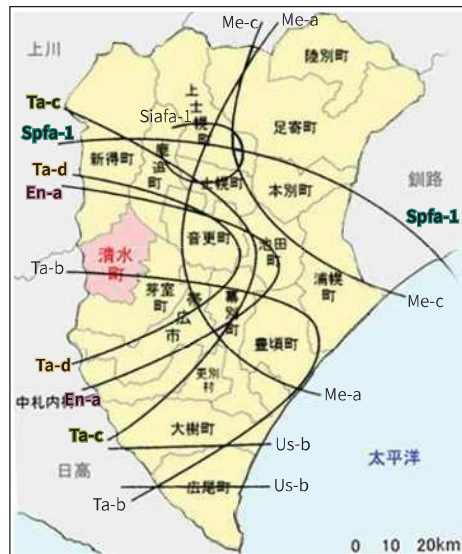 Me-c
Me-a
上川
陸別町
Ta-c
上士幌町
Siafa-1
足寄町
Spfa-1
新得町
鹿追町
士幌町
本別町
釧路
Ta-d
En-a
Spfa-1
音更町
池田町
清水町
Ta-b
浦幌町
芽室町
帯広市
幕別町
Me-c
豊頃町
Ta-d
更別村
En-a
中札内村
Me-a
Ta-c
大樹町
Us-b
太平洋
日高
広尾町
Us-b
Ta-b
0 10 20km